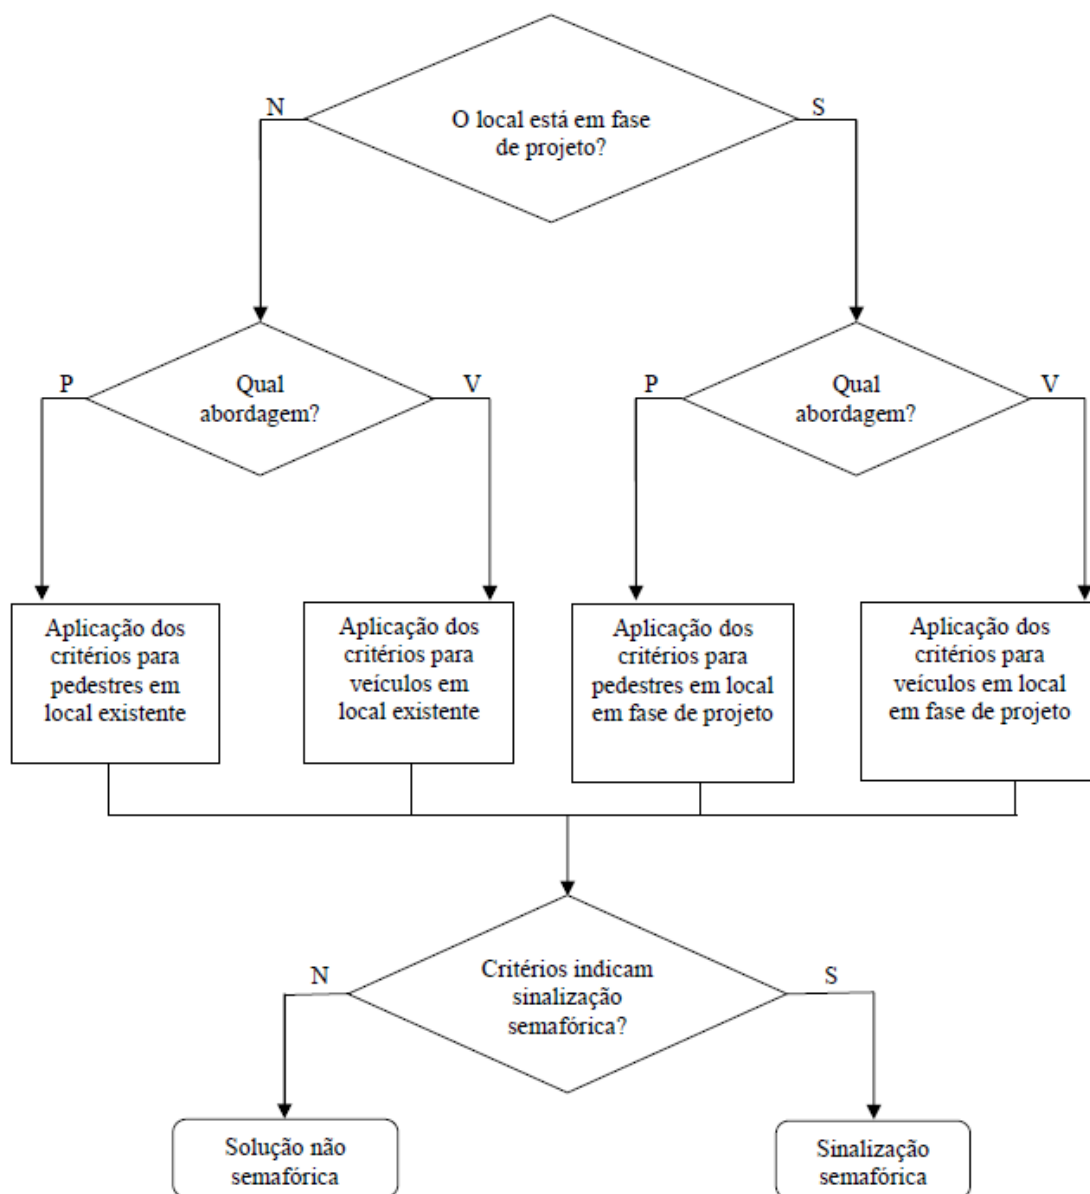 N
S
O local está em fase
de projeto?
P
Qual
abordagem?
V
P
Qual
abordagem?
V
Aplicação dos
critérios para
pedestres em
local existente
Aplicação dos
critérios para
veículos em
local existente
Aplicação dos
critérios para
pedestres em local
em fase de projeto
Aplicação dos
critérios para
veículos em local
em fase de projeto
N
Critérios indicam
sinalização
semafórica?
S
Solução não
semafórica
Sinalização
semafórica